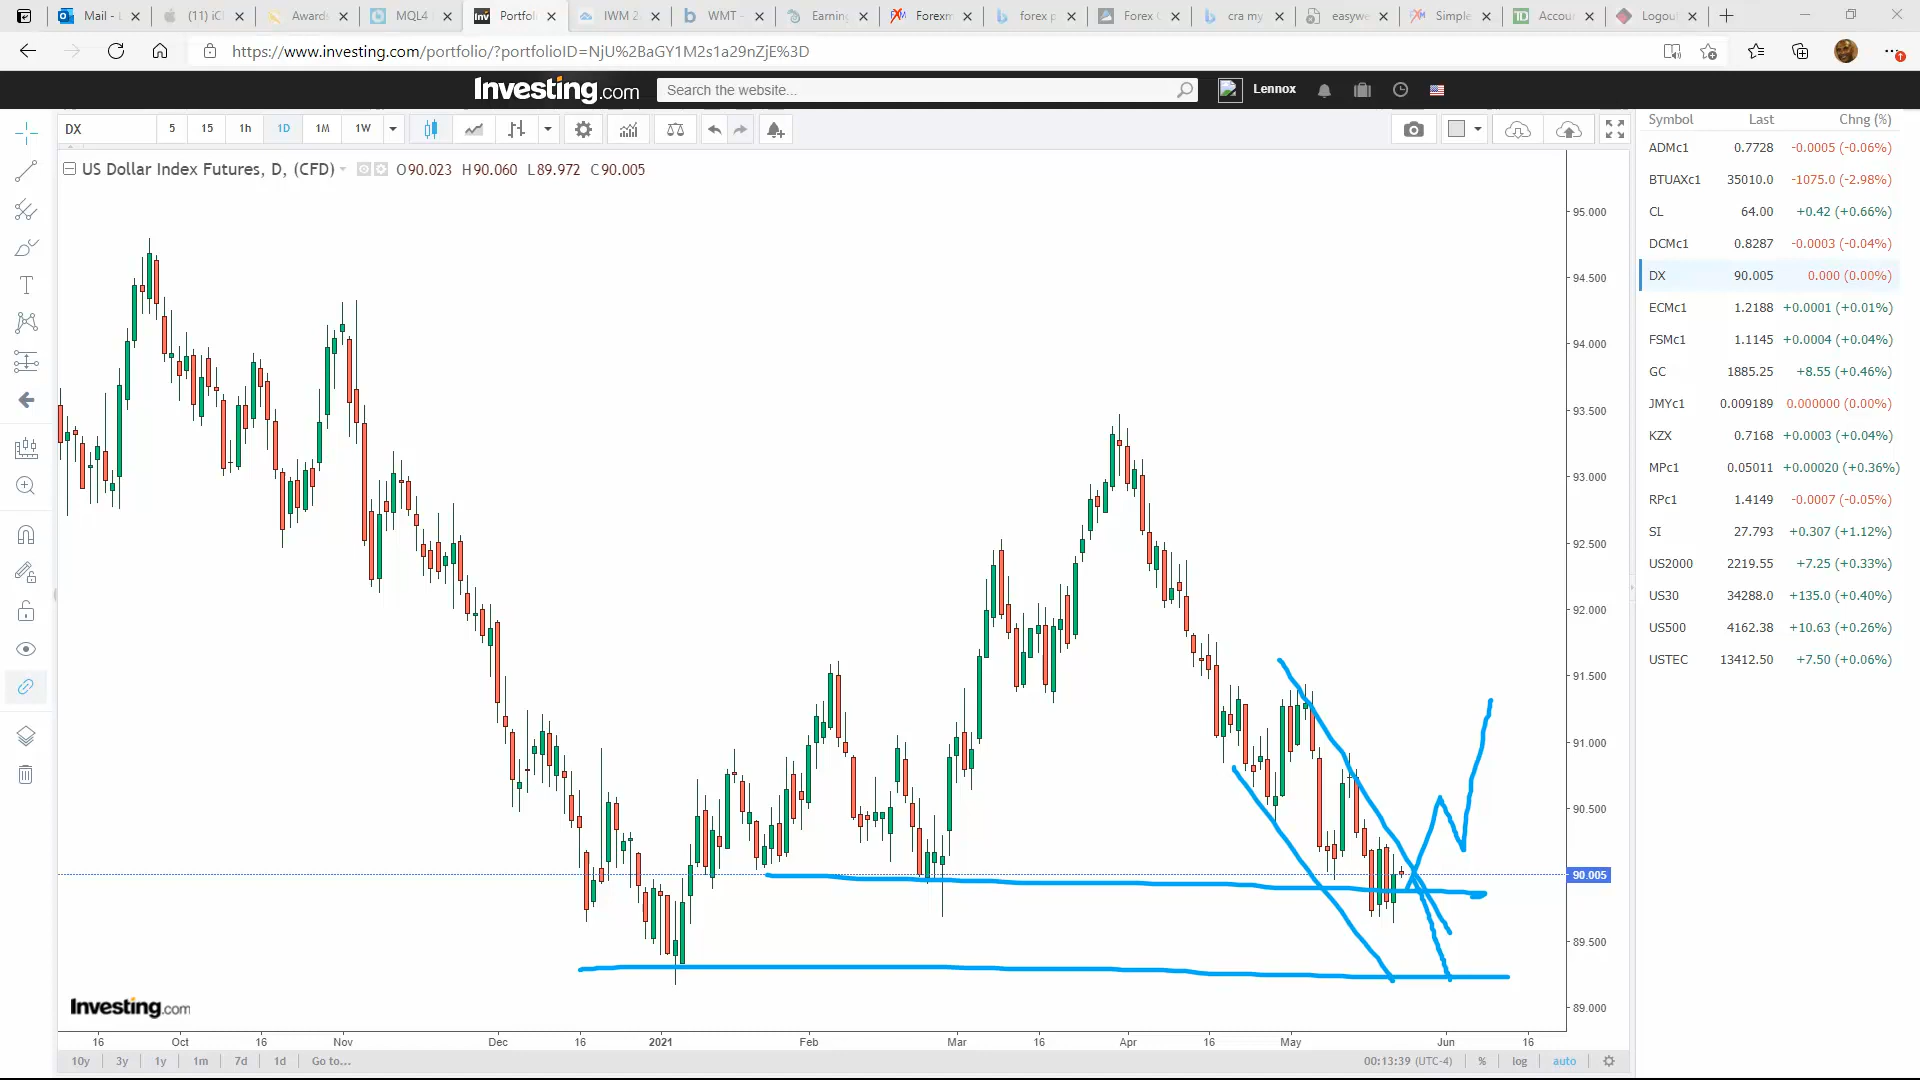 Mail - L
(11) iC
Award
MQL4
Inv Portfol
IWM 2
WMT -
Earning
Forexm
forex p
Forex
cra my
easywe
Simple
TD Accou
Logou
https://www.investing.com/portfolio/?portfolioID=NjU%2BaGY1M2s1a29nZjE%3D
Investing.com
Search the website...
Lennox
DX
5
15
1h
1D
1M
1W
US Dollar Index Futures, D, (CFD)
O90.023 H90.060 L89.972 C90.005
95.000
94.500
94.000
93.500
93.000
92.500
92.000
91.500
91.000
90.500
90.005
89.500
89.000
Investing.com
16 Oct 16 Nov Dec 16 2021 Feb Mar 16 Apr 16 May Jun 16
10y 3y 1y 1m 7d 1d Go to...
00:13:39 (UTC-4) % log auto
Symbol Last Chng (%)
ADMc1 0.7728 -0.0005 (-0.06%)
BTUAXc1 35010.0 -1075.0 (-2.98%)
CL 64.00 +0.42 (+0.66%)
DCMc1 0.8287 -0.0003 (-0.04%)
DX 90.005 0.000 (0.00%)
ECMc1 1.2188 +0.0001 (+0.01%)
FSMc1 1.1145 +0.0004 (+0.04%)
GC 1885.25 +8.55 (+0.46%)
JMYc1 0.009189 0.000000 (0.00%)
KZX 0.7168 +0.0003 (+0.04%)
MPc1 0.05011 +0.00020 (+0.36%)
RPc1 1.4149 -0.0007 (-0.05%)
SI 27.793 +0.307 (+1.12%)
US2000 2219.55 +7.25 (+0.33%)
US30 34288.0 +135.0 (+0.40%)
US500 4162.38 +10.63 (+0.26%)
USTEC 13412.50 +7.50 (+0.06%)